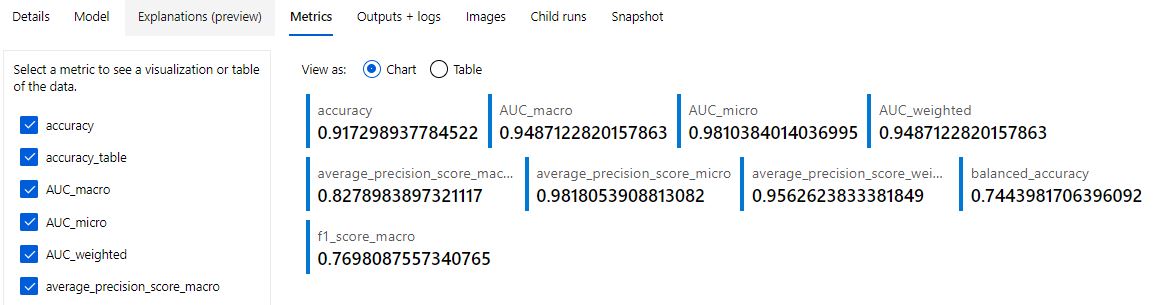 Details Model Explanations (preview) Metrics Outputs + logs Images Child runs Snapshot
Select a metric to see a visualization or table
of the data.
accuracy
accuracy_table
AUC_macro
AUC_micro
AUC_weighted
average_precision_score_macro
View as: Chart Table
accuracy AUC_macro AUC_micro AUC_weighted
0.917298937784522 0.9487122820157863 0.9810384014036995 0.9487122820157863
average_precision_score_mac... average_precision_score_micro average_precision_score_wei... balanced_accuracy
0.8278983897321117 0.9818053908813082 0.9562623833381849 0.7443981706396092
f1_score_macro
0.7698087557340765